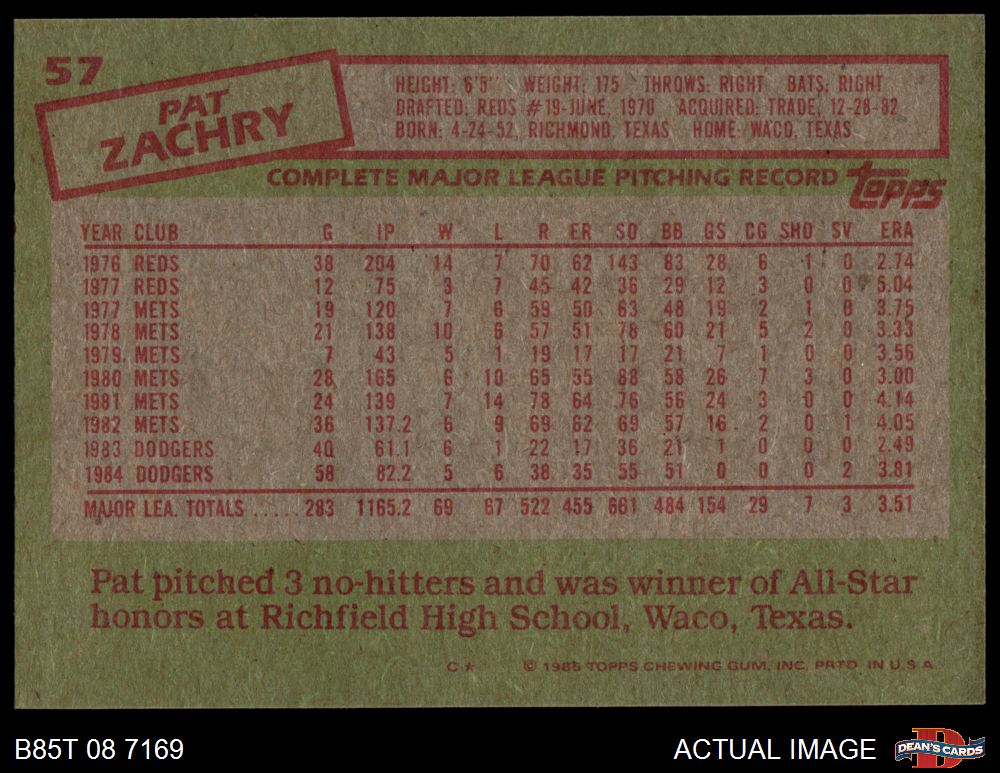 57
PAT
ZACHRY
HEIGHT: 6'5" WEIGHT: 175 THROWS: RIGHT BATS: RIGHT
DRAFTED: REDS #19-JUNE, 1970 ACQUIRED: TRADE, 12-28-82
BORN: 4-24-52, RICHMOND, TEXAS HOME: WACO, TEXAS
COMPLETE MAJOR LEAGUE PITCHING RECORD topps
YEAR CLUB G IP W L R ER SO BB GS CG SHO SV ERA
1976 REDS 38 204 14 7 70 62 143 83 28 6 1 0 2.74
1977 REDS 12 75 3 7 45 42 36 29 12 3 0 0 5.04
1977 METS 19 120 7 6 59 50 63 48 19 2 1 0 3.75
1978 METS 21 138 10 6 57 51 78 60 21 5 2 0 3.33
1979 METS 7 43 5 1 19 17 17 21 7 1 0 0 3.56
1980 METS 28 165 6 10 65 55 88 58 26 7 3 0 3.00
1981 METS 24 139 7 14 78 64 76 56 24 3 0 0 4.14
1982 METS 36 137.2 6 9 69 62 69 57 16 2 0 1 4.05
1983 DODGERS 40 61.1 6 1 22 17 36 21 1 0 0 0 2.49
1984 DODGERS 58 82.2 5 6 38 35 55 51 0 0 0 2 3.81
MAJOR LEA. TOTALS ..... 283 1165.2 69 67 522 455 661 484 154 29 7 3 3.51
Pat pitched 3 no-hitters and was winner of All-Star
honors at Richfield High School, Waco, Texas.
C* © 1985 TOPPS CHEWING GUM, INC. PRTD. IN U.S.A.
B85T 08 7169 ACTUAL IMAGE DEAN'S CARDS